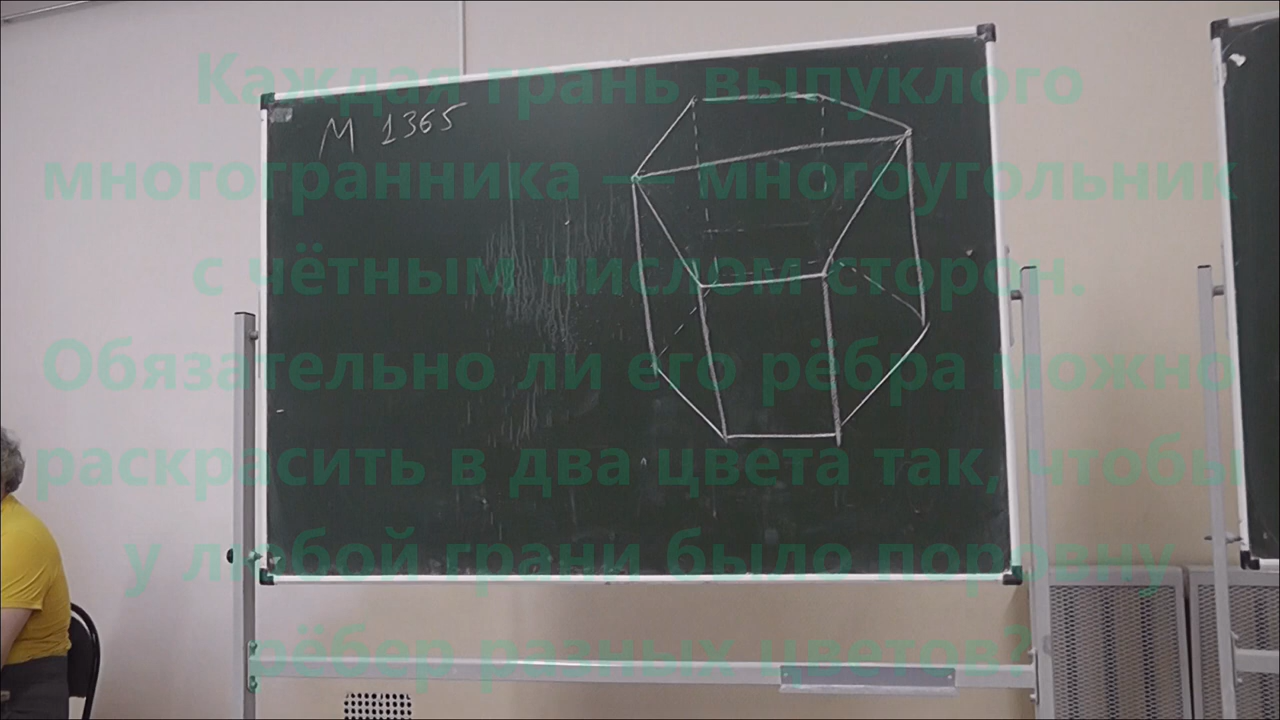 М 1365
Каждая грань выпуклого
многогранника — многоугольник
с чётным числом сторон.
Обязательно ли его рёбра можно
раскрасить в два цвета так, чтобы
у любой грани было поровну
рёбер разных цветов?